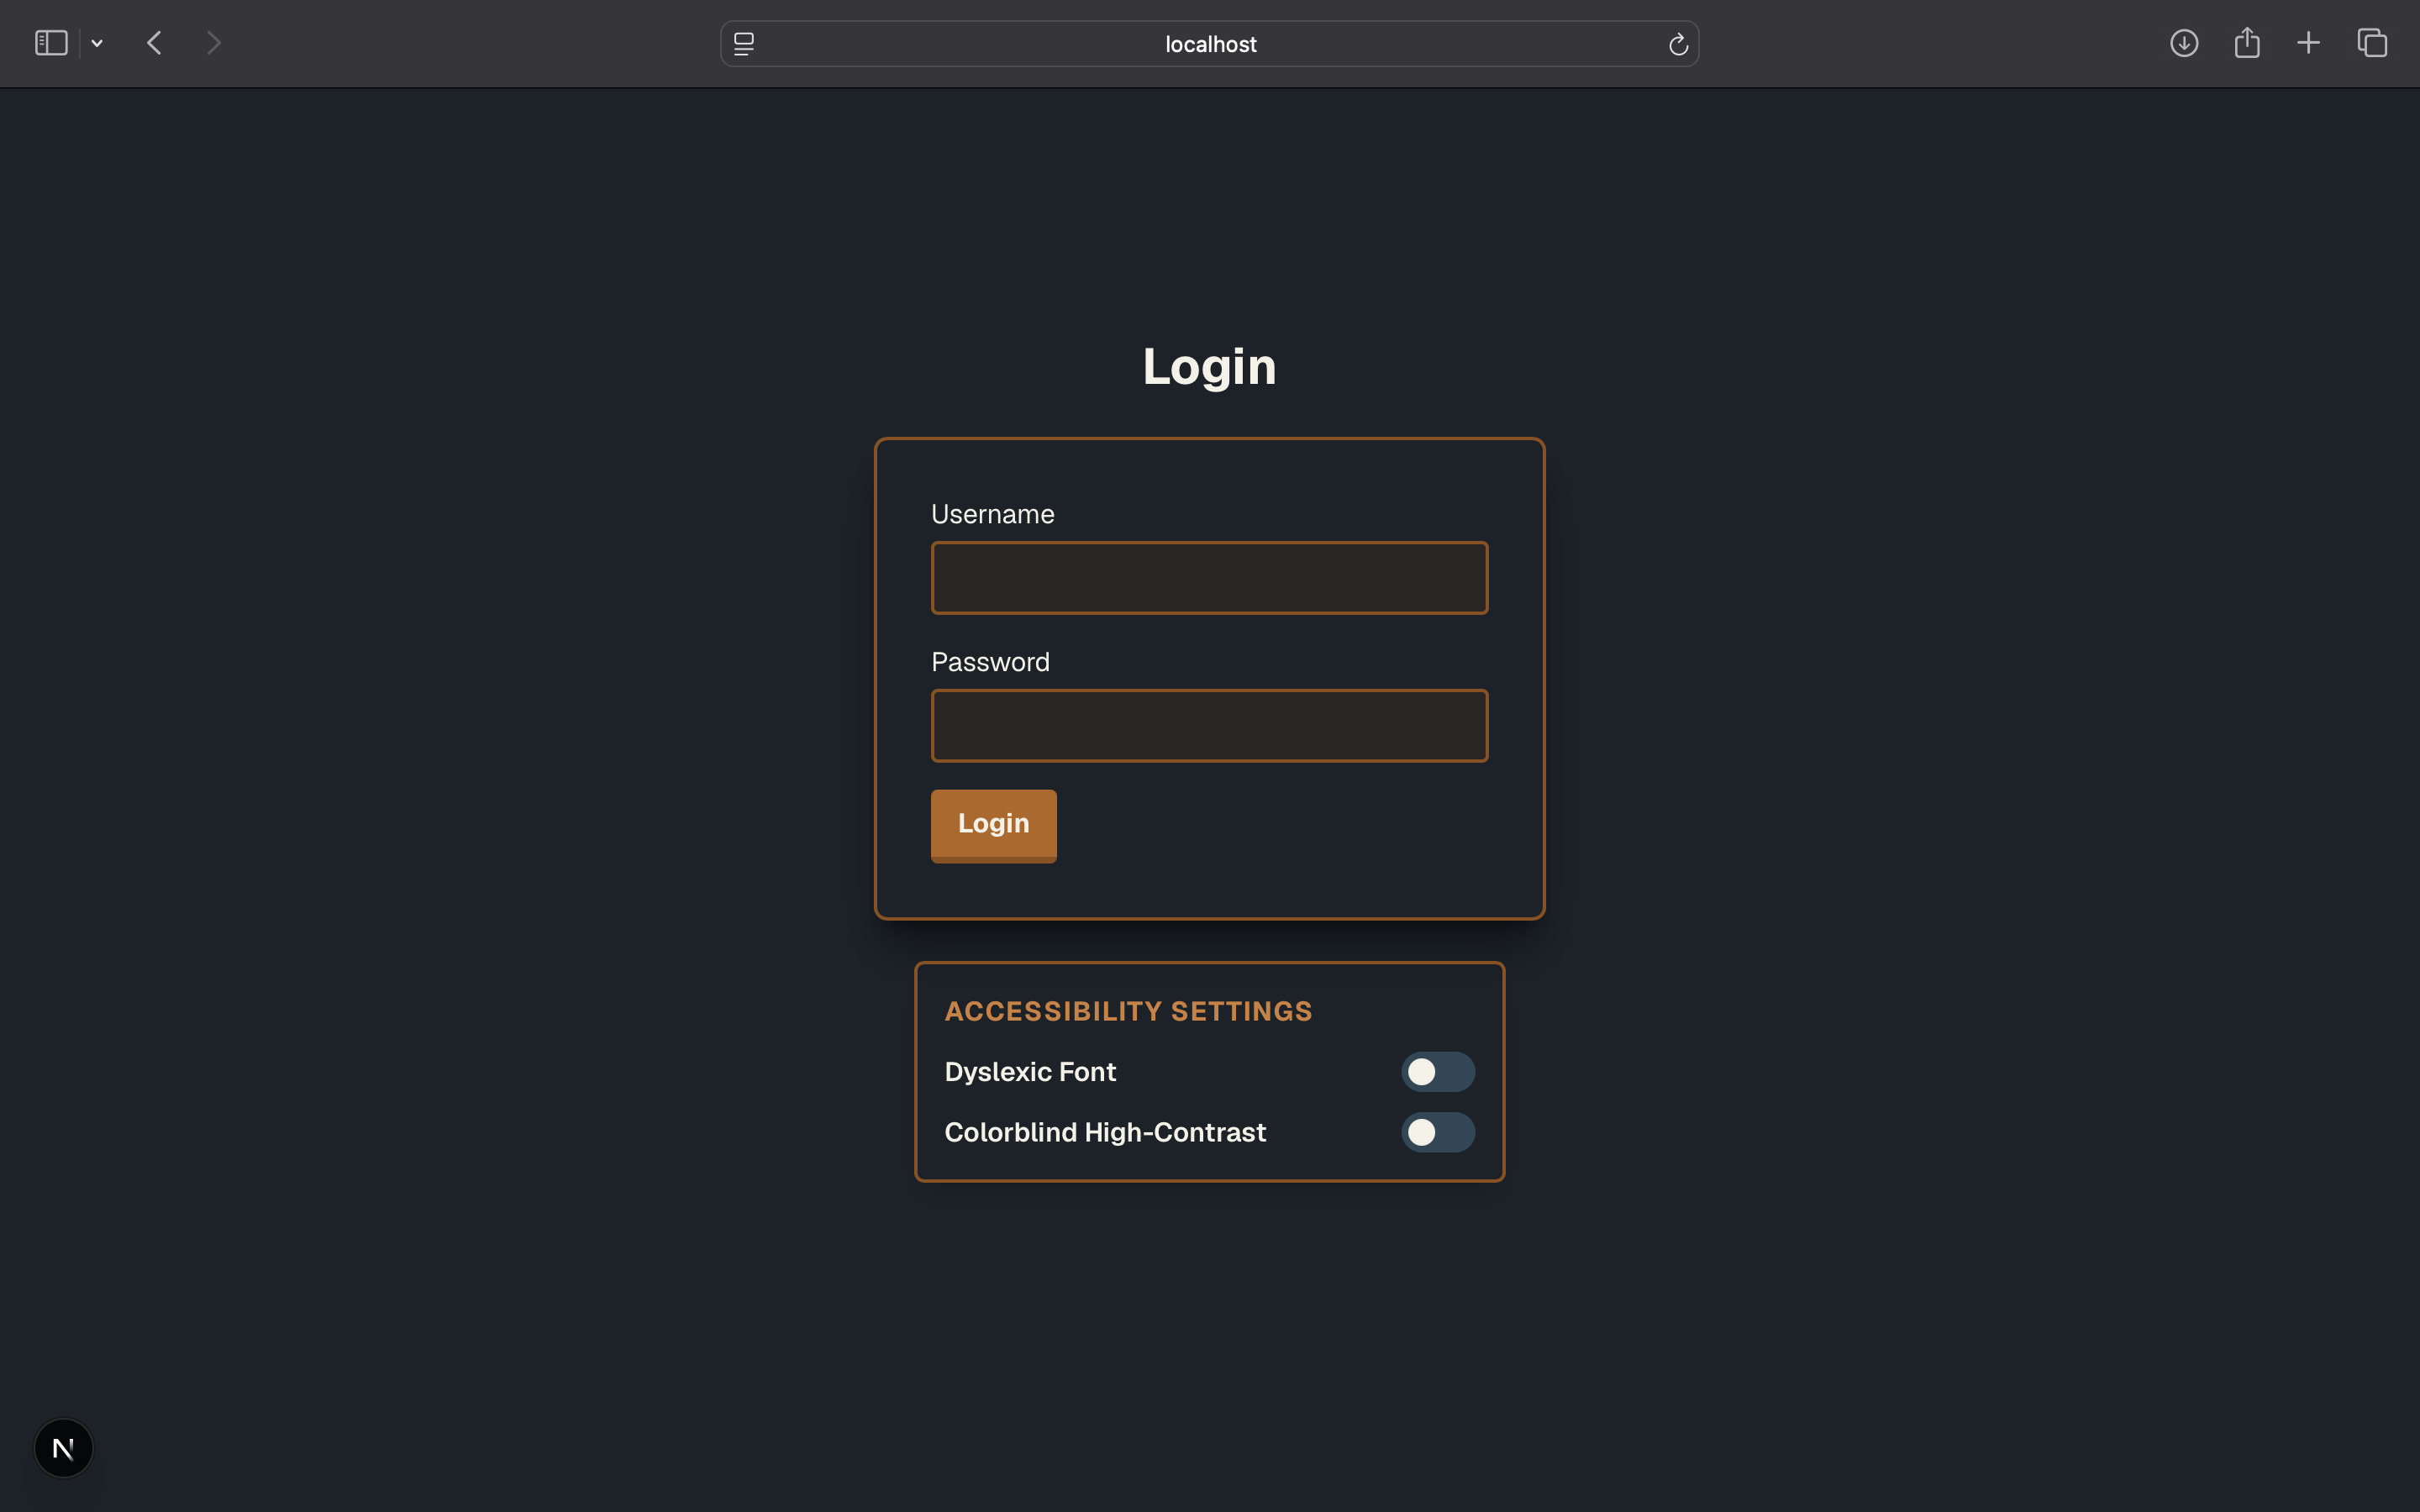 localhost
Login
Username
Password
Login
ACCESSIBILITY SETTINGS
Dyslexic Font
Colorblind High-Contrast
N